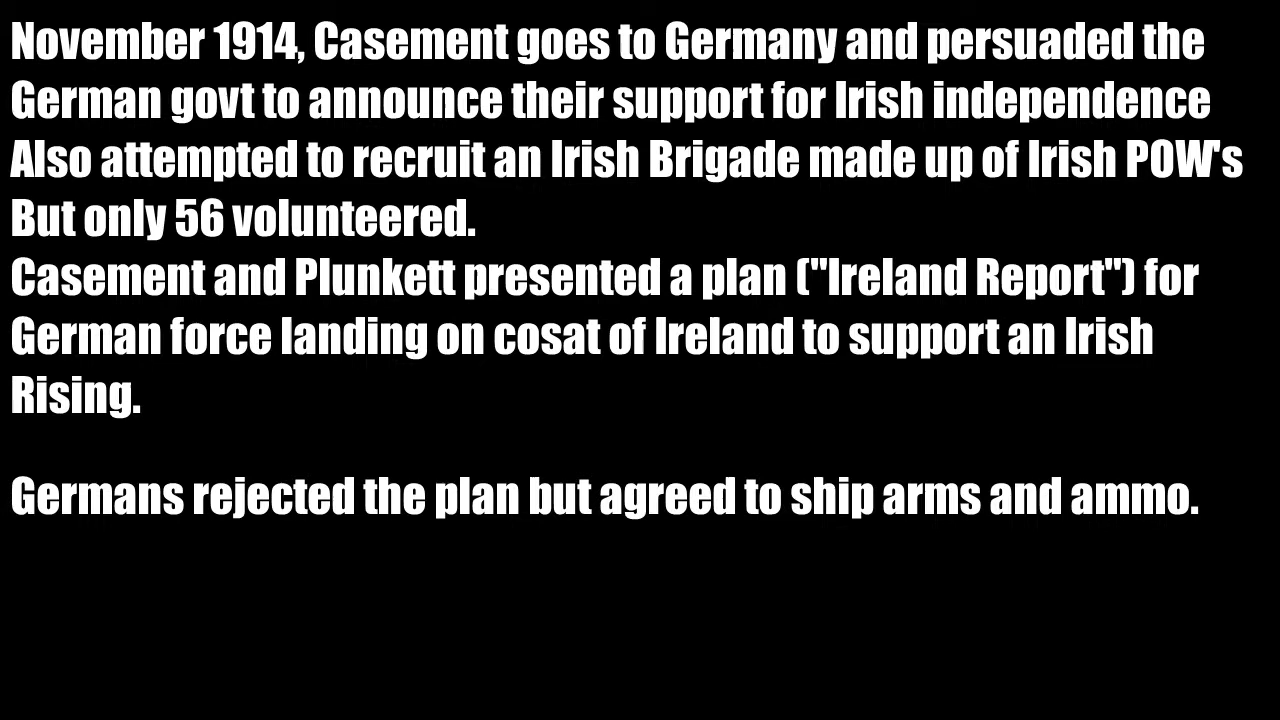 November 1914, Casement goes to Germany and persuaded the
German govt to announce their support for Irish independence
Also attempted to recruit an Irish Brigade made up of Irish POW's
But only 56 volunteered.
Casement and Plunkett presented a plan ("Ireland Report") for
German force landing on cosat of Ireland to support an Irish
Rising.
Germans rejected the plan but agreed to ship arms and ammo.